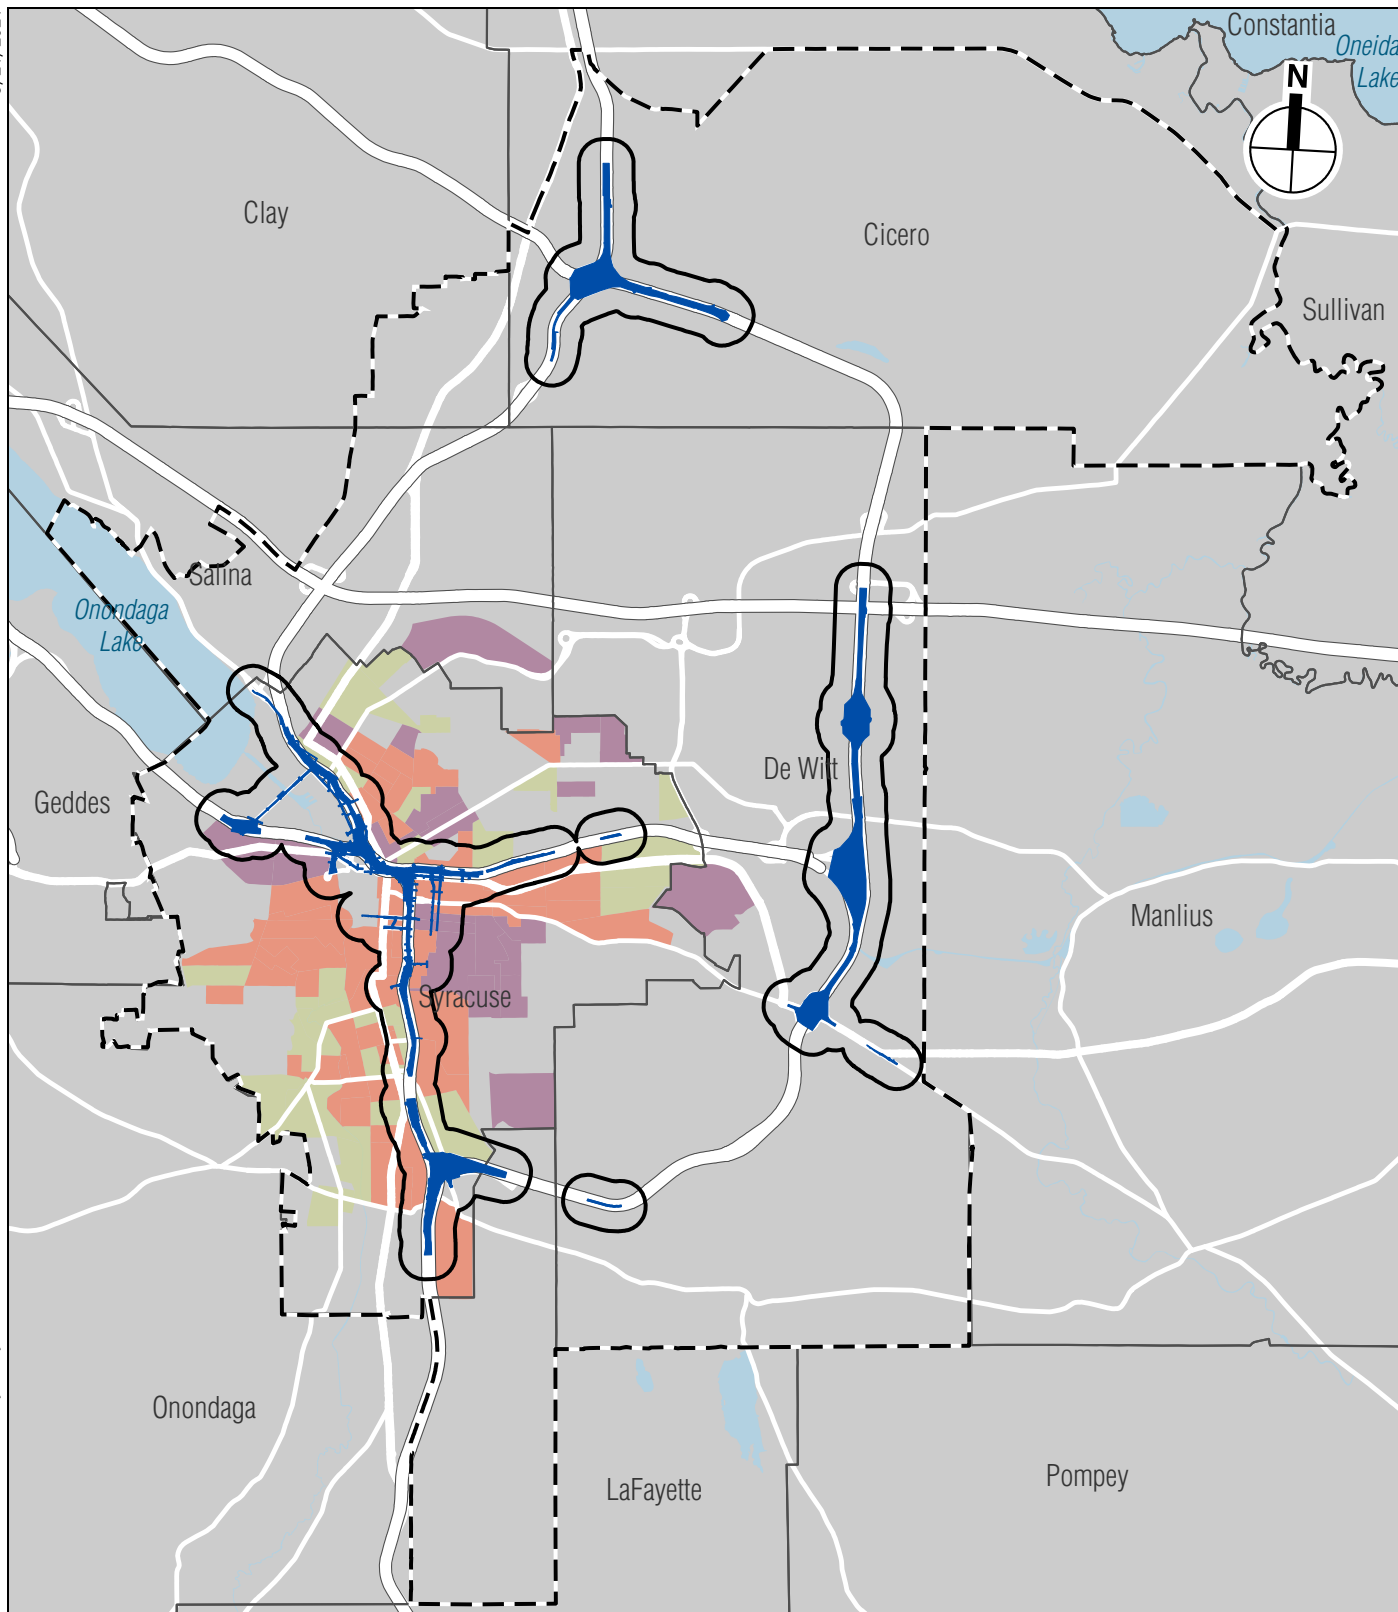 Constantia
Oneida
Lake
N
Clay
Cicero
Sullivan
Salina
Onondaga
Lake
De Witt
Geddes
Manlius
Syracuse
Onondaga
LaFayette
Pompey